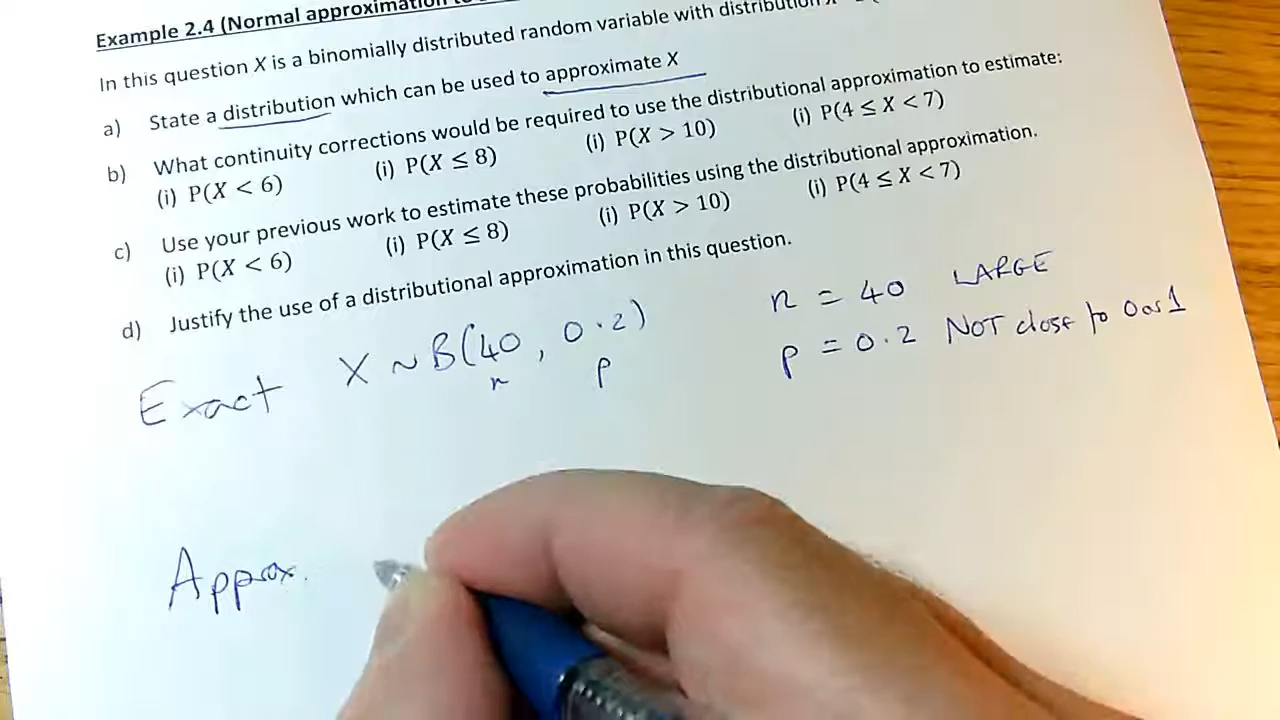 Example 2.4 (Normal approximation to
In this question X is a binomially distributed random variable with distribution
a) State a distribution which can be used to approximate X
b) What continuity corrections would be required to use the distributional approximation to estimate:
(i) P(X < 6) (i) P(X ≤ 8) (i) P(X > 10) (i) P(4 ≤ X < 7)
c) Use your previous work to estimate these probabilities using the distributional approximation.
(i) P(X < 6) (i) P(X ≤ 8) (i) P(X > 10) (i) P(4 ≤ X < 7)
d) Justify the use of a distributional approximation in this question.
Exact X ~ B(40, 0.2)
n p
n = 40 LARGE
p = 0.2 NOT close to 0 or 1
Approx.